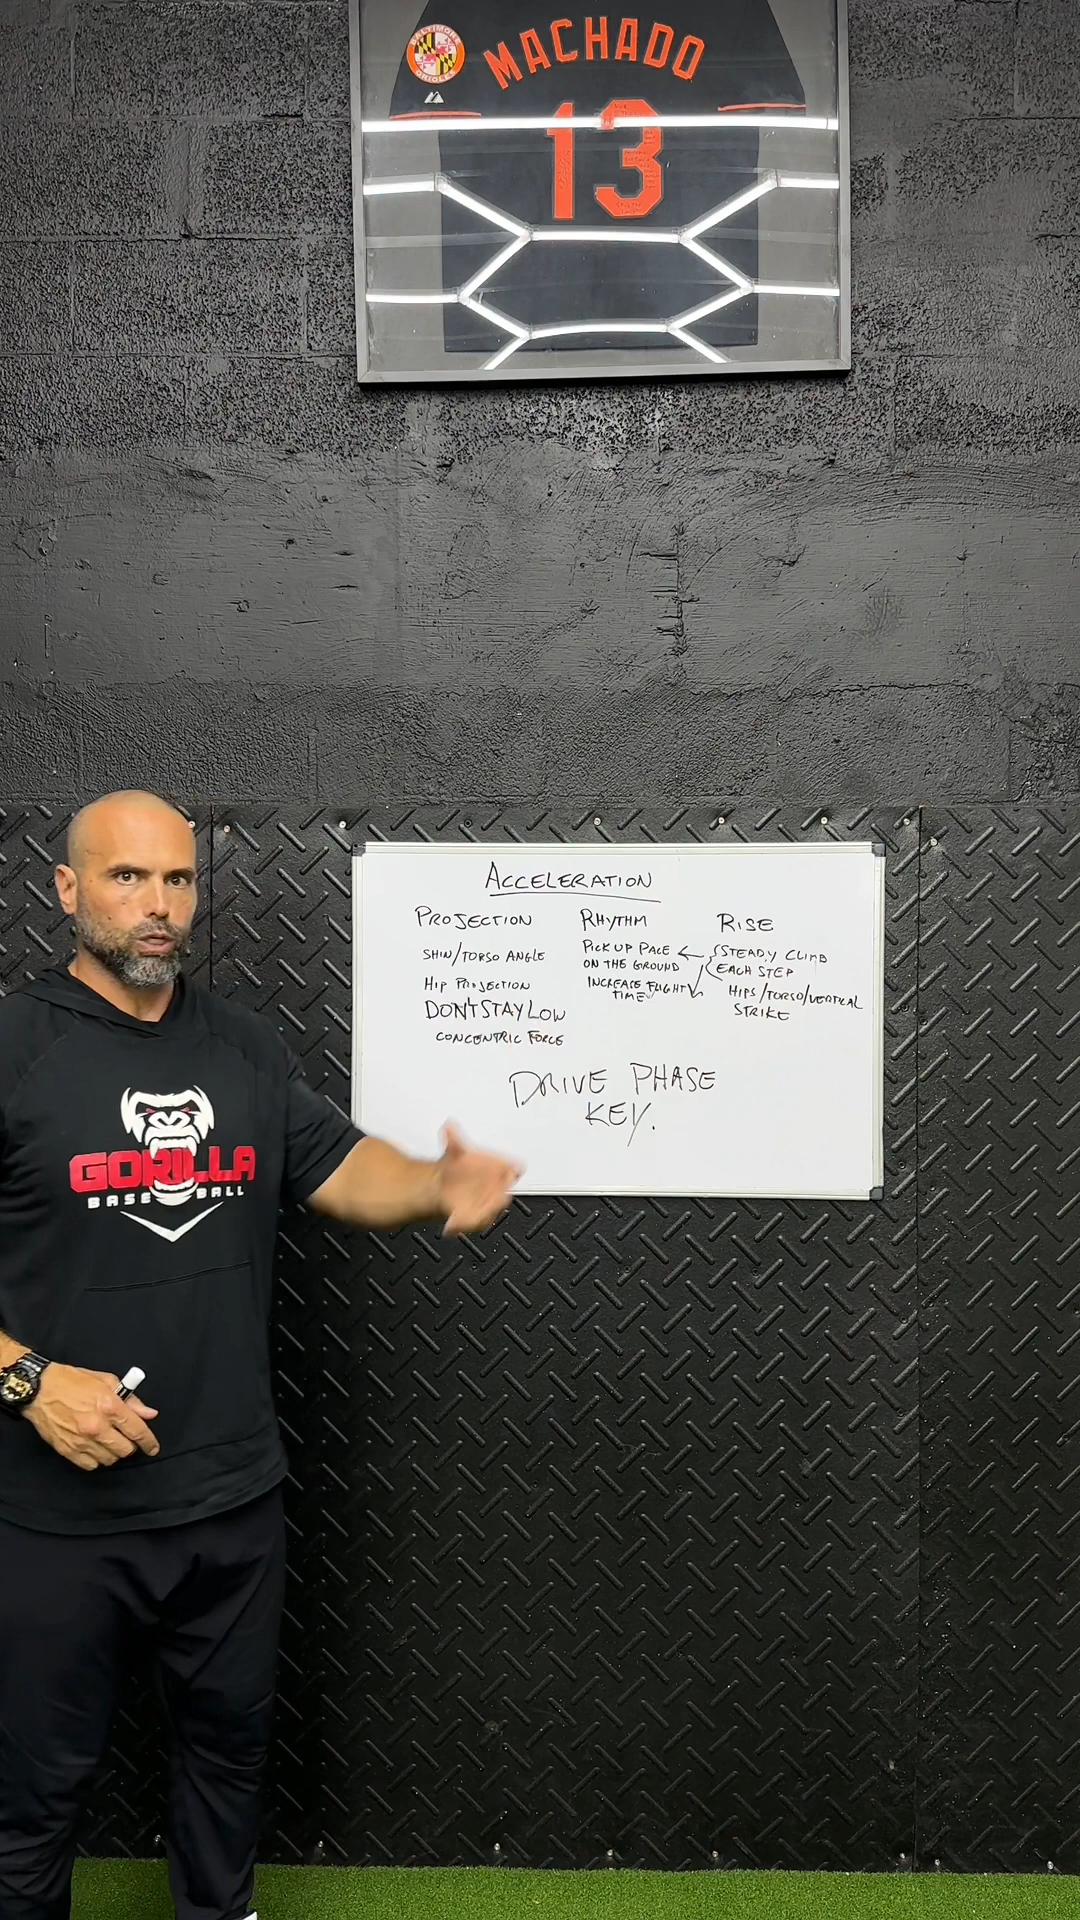 BALTIMORE
ORIOLES
MACHADO
13
ACCELERATION
PROJECTION
SHIN/TORSO ANGLE
HIP PROJECTION
DON'T STAY LOW
CONCENTRIC FORCE
RHYTHM
PICK UP PACE
ON THE GROUND
INCREASE FLIGHT
TIME
RISE
STEADY CLIMB
EACH STEP
HIPS/TORSO/VERTICAL
STRIKE
DRIVE PHASE
KEY.
GORILLA
BASEBALL